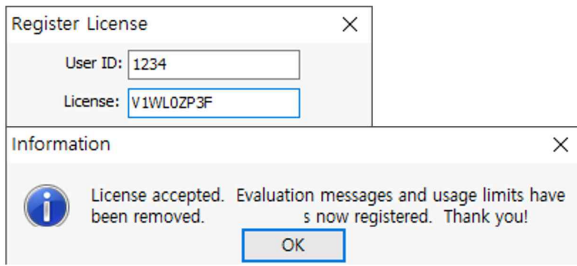 Register License
User ID: 1234
License: V1WL0ZP3F
Information
License accepted. Evaluation messages and usage limits have
been removed. s now registered. Thank you!
OK